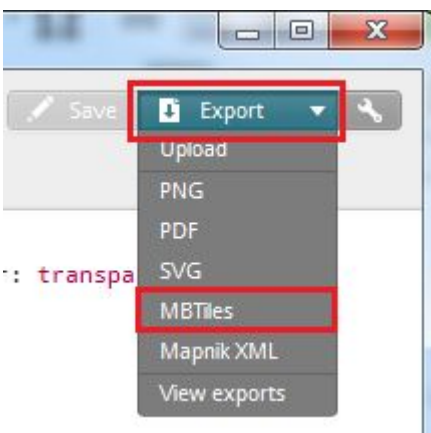 Save Export
Upload
PNG
PDF
r: transpa SVG
MBTiles
Mapnik XML
View exports